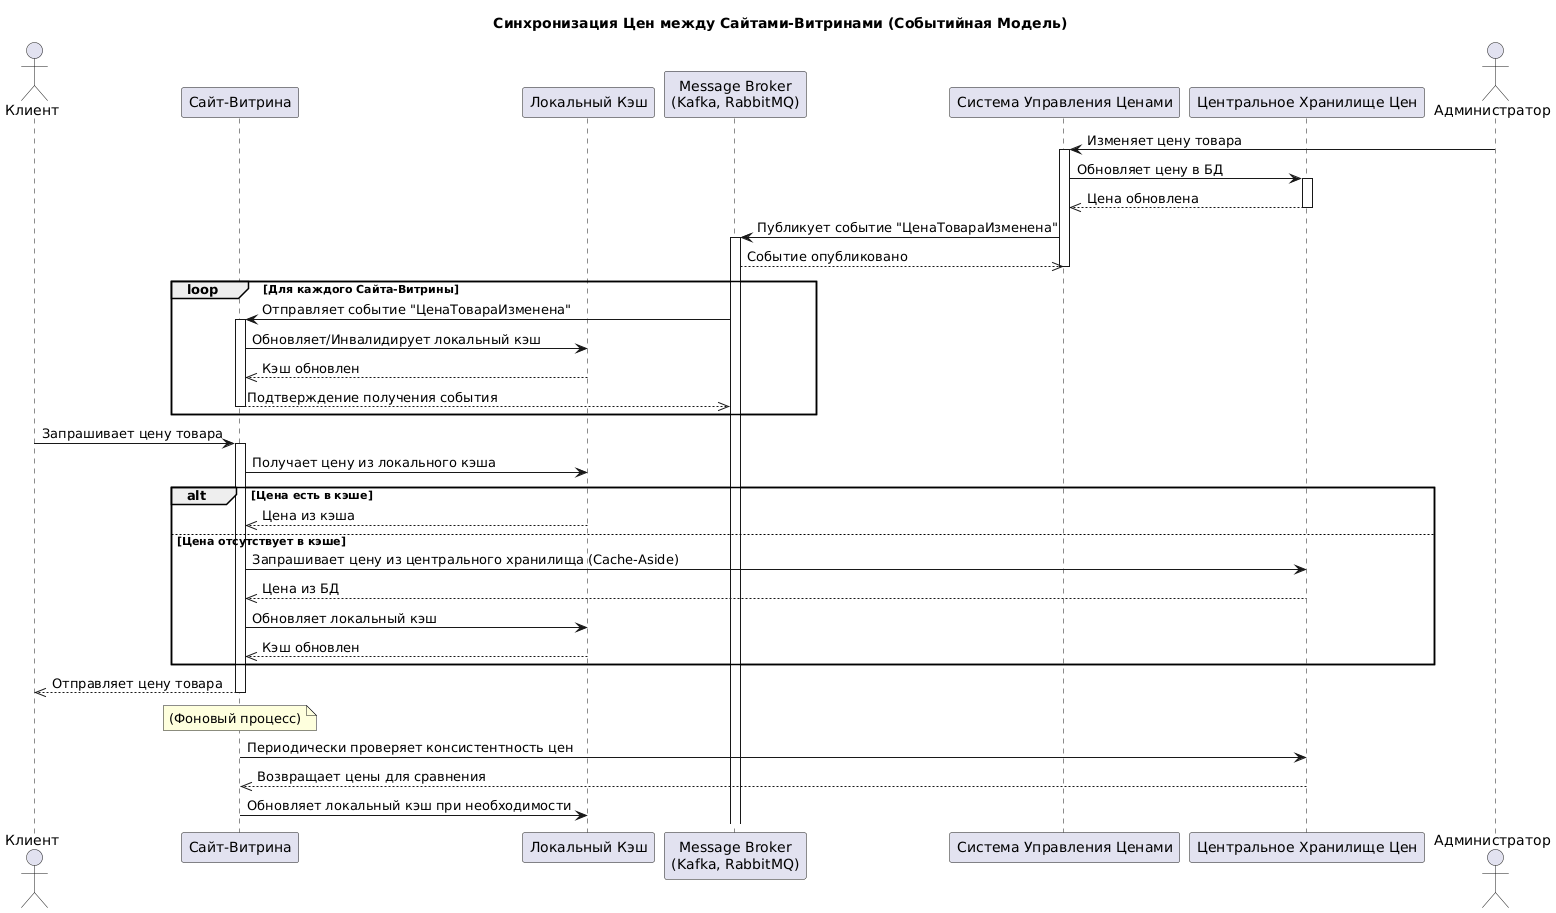 Синхронизация Цен между Сайтами-Витринами (Событийная Модель)
Клиент
Сайт-Витрина
Локальный Кэш
Message Broker
(Kafka, RabbitMQ)
Система Управления Ценами
Центральное Хранилище Цен
Администратор
Изменяет цену товара
Обновляет цену в БД
Цена обновлена
Публикует событие "ЦенаТовараИзменена"
Событие опубликовано
loop [Для каждого Сайта-Витрины]
Отправляет событие "ЦенаТовараИзменена"
Обновляет/Инвалидирует локальный кэш
Кэш обновлен
Подтверждение получения события
Запрашивает цену товара
Получает цену из локального кэша
alt [Цена есть в кэше]
Цена из кэша
[Цена отсутствует в кэше]
Запрашивает цену из центрального хранилища (Cache-Aside)
Цена из БД
Обновляет локальный кэш
Кэш обновлен
Отправляет цену товара
(Фоновый процесс)
Периодически проверяет консистентность цен
Возвращает цены для сравнения
Обновляет локальный кэш при необходимости
Клиент
Сайт-Витрина
Локальный Кэш
Message Broker
(Kafka, RabbitMQ)
Система Управления Ценами
Центральное Хранилище Цен
Администратор